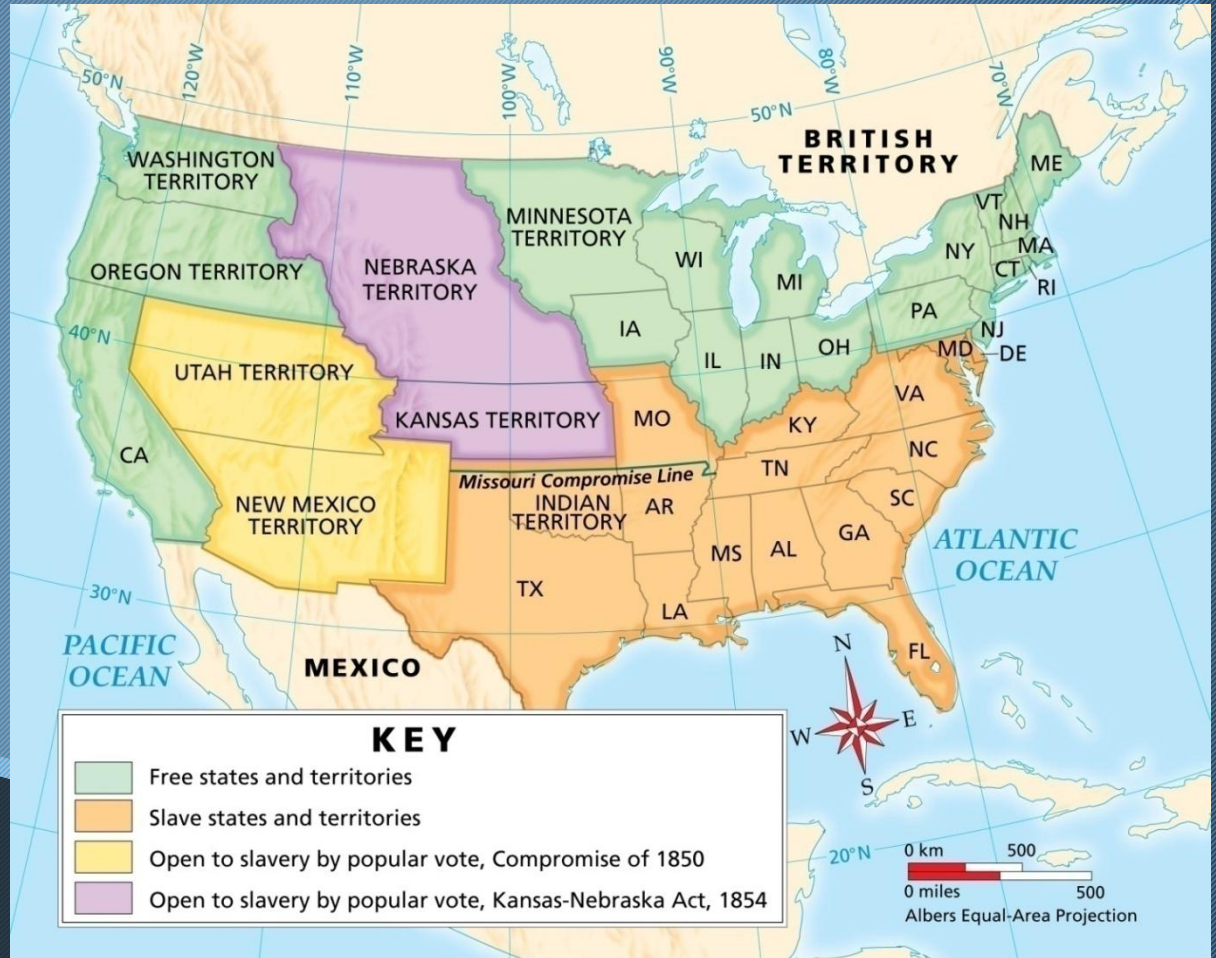 120°W
110°W
100°W
90°W
80°W
70°W
50°N
50°N
BRITISH
TERRITORY
WASHINGTON
TERRITORY
MINNESOTA
TERRITORY
ME
VT
NH
NY
MA
CT
RI
OREGON TERRITORY
NEBRASKA
TERRITORY
WI
MI
PA
NJ
40°N
IA
IL
IN
OH
MD
DE
UTAH TERRITORY
KANSAS TERRITORY
MO
KY
VA
CA
NC
TN
Missouri Compromise Line
NEW MEXICO
TERRITORY
INDIAN
TERRITORY
AR
SC
MS
AL
GA
ATLANTIC
OCEAN
30°N
TX
LA
FL
PACIFIC
OCEAN
MEXICO
N
W
E
S
KEY
Free states and territories
Slave states and territories
Open to slavery by popular vote, Compromise of 1850
Open to slavery by popular vote, Kansas-Nebraska Act, 1854
20°N
0 km 500
0 miles 500
Albers Equal-Area Projection